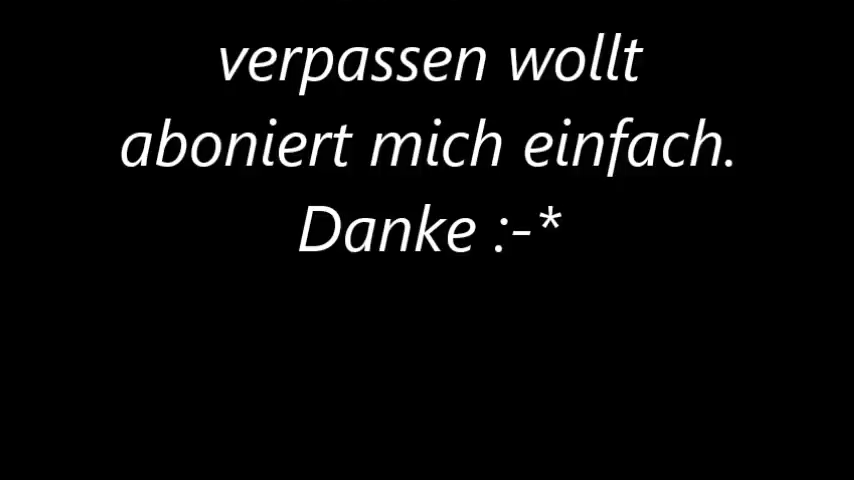 verpassen wollt
aboniert mich einfach.
Danke :-*